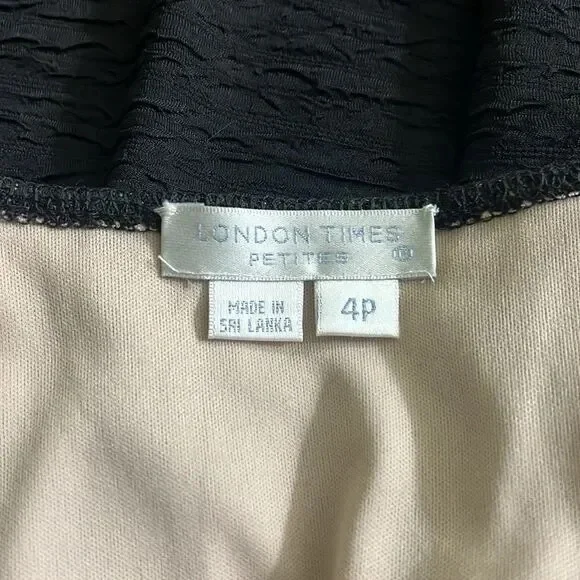 LONDON TIMES
PETITES
MADE IN
SRI LANKA
4P